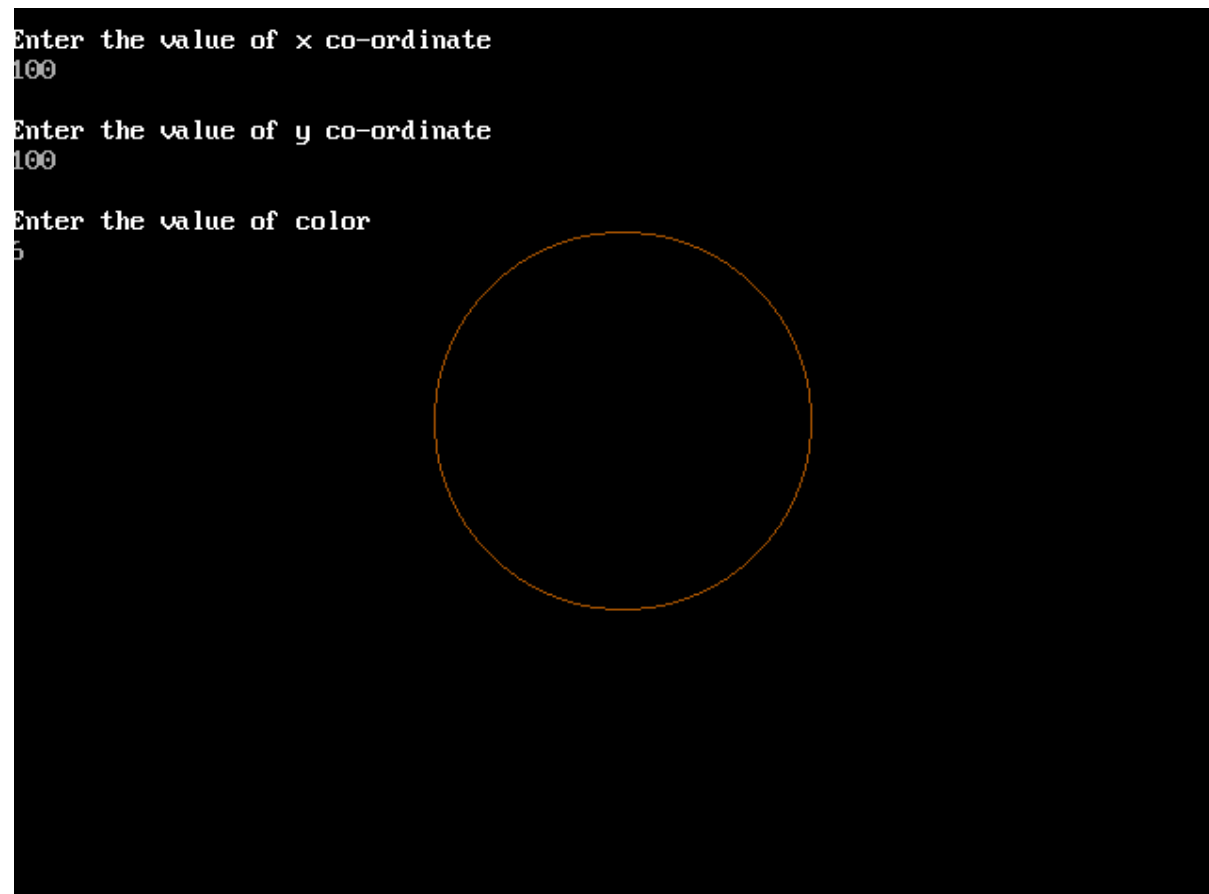 Enter the value of x co-ordinate
100
Enter the value of y co-ordinate
100
Enter the value of color
6